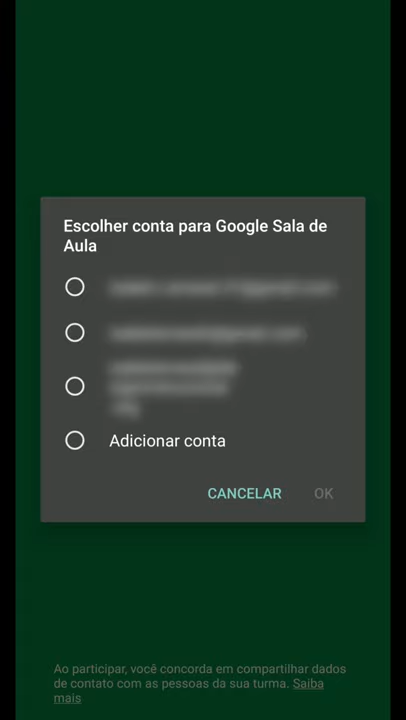 Escolher conta para Google Sala de
Aula
Adicionar conta
CANCELAR
OK
Ao participar, você concorda em compartilhar dados
de contato com as pessoas da sua turma. Saiba
mais